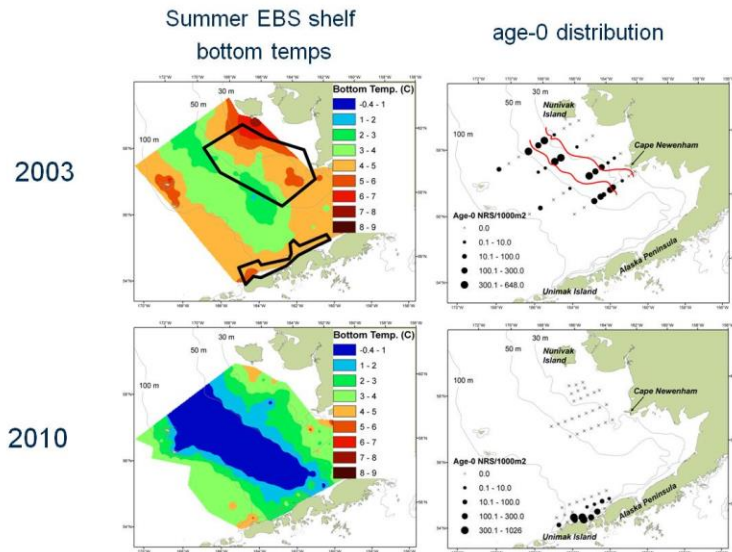 Summer EBS shelf
bottom temps
age-0 distribution
2003
30 m
50 m
100 m
Bottom Temp. (C)
-0.4 - 1
1 - 2
2 - 3
3 - 4
4 - 5
5 - 6
6 - 7
7 - 8
8 - 9
30 m
50 m
100 m
Nunivak
Island
Cape Newenham
Age-0 NRS/1000m2
0.0
0.1 - 10.0
10.1 - 100.0
100.1 - 300.0
300.1 - 648.0
Alaska Peninsula
Unimak Island
2010
30 m
50 m
100 m
Bottom Temp. (C)
-0.4 - 1
1 - 2
2 - 3
3 - 4
4 - 5
5 - 6
6 - 7
7 - 8
8 - 9
30 m
50 m
100 m
Nunivak
Island
Cape Newenham
Age-0 NRS/1000m2
0.0
0.1 - 10.0
10.1 - 100.0
100.1 - 300.0
300.1 - 1026
Alaska Peninsula
Unimak Island